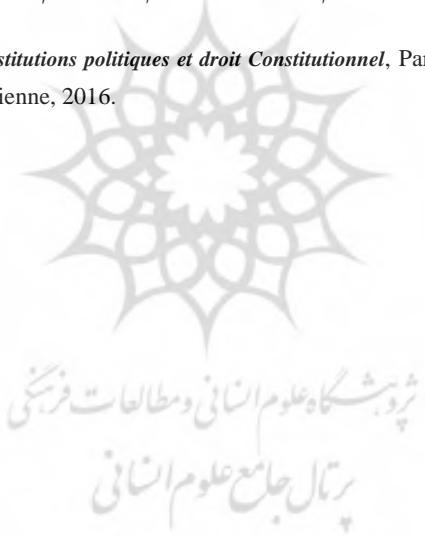 stitutions politiques et droit Constitutionnel, Par
ienne, 2016.
پژوهشگاه علوم انسانی و مطالعات فرهنگی
پرتال جامع علوم انسانی